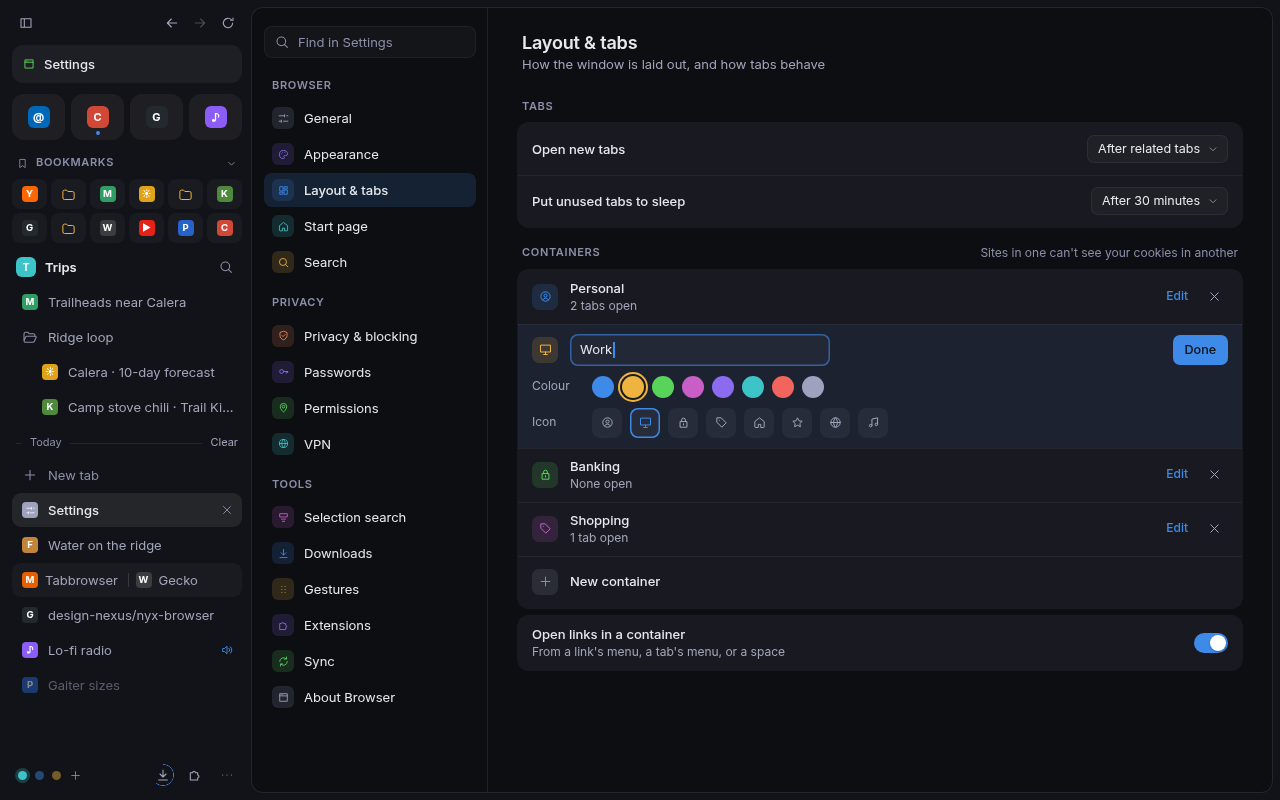 Settings
@
C
G
BOOKMARKS
Y
M
K
G
W
P
C
T Trips
M Trailheads near Calera
Ridge loop
Calera · 10-day forecast
K Camp stove chili · Trail Ki...
Today
Clear
New tab
Settings
F Water on the ridge
M Tabbrowser
W Gecko
G design-nexus/nyx-browser
Lo-fi radio
P Gaiter sizes
Find in Settings
BROWSER
General
Appearance
Layout & tabs
Start page
Search
PRIVACY
Privacy & blocking
Passwords
Permissions
VPN
TOOLS
Selection search
Downloads
Gestures
Extensions
Sync
About Browser
Layout & tabs
How the window is laid out, and how tabs behave
TABS
Open new tabs
After related tabs
Put unused tabs to sleep
After 30 minutes
CONTAINERS
Sites in one can't see your cookies in another
Personal
2 tabs open
Edit
Work
Done
Colour
Icon
Banking
None open
Edit
Shopping
1 tab open
Edit
New container
Open links in a container
From a link's menu, a tab's menu, or a space